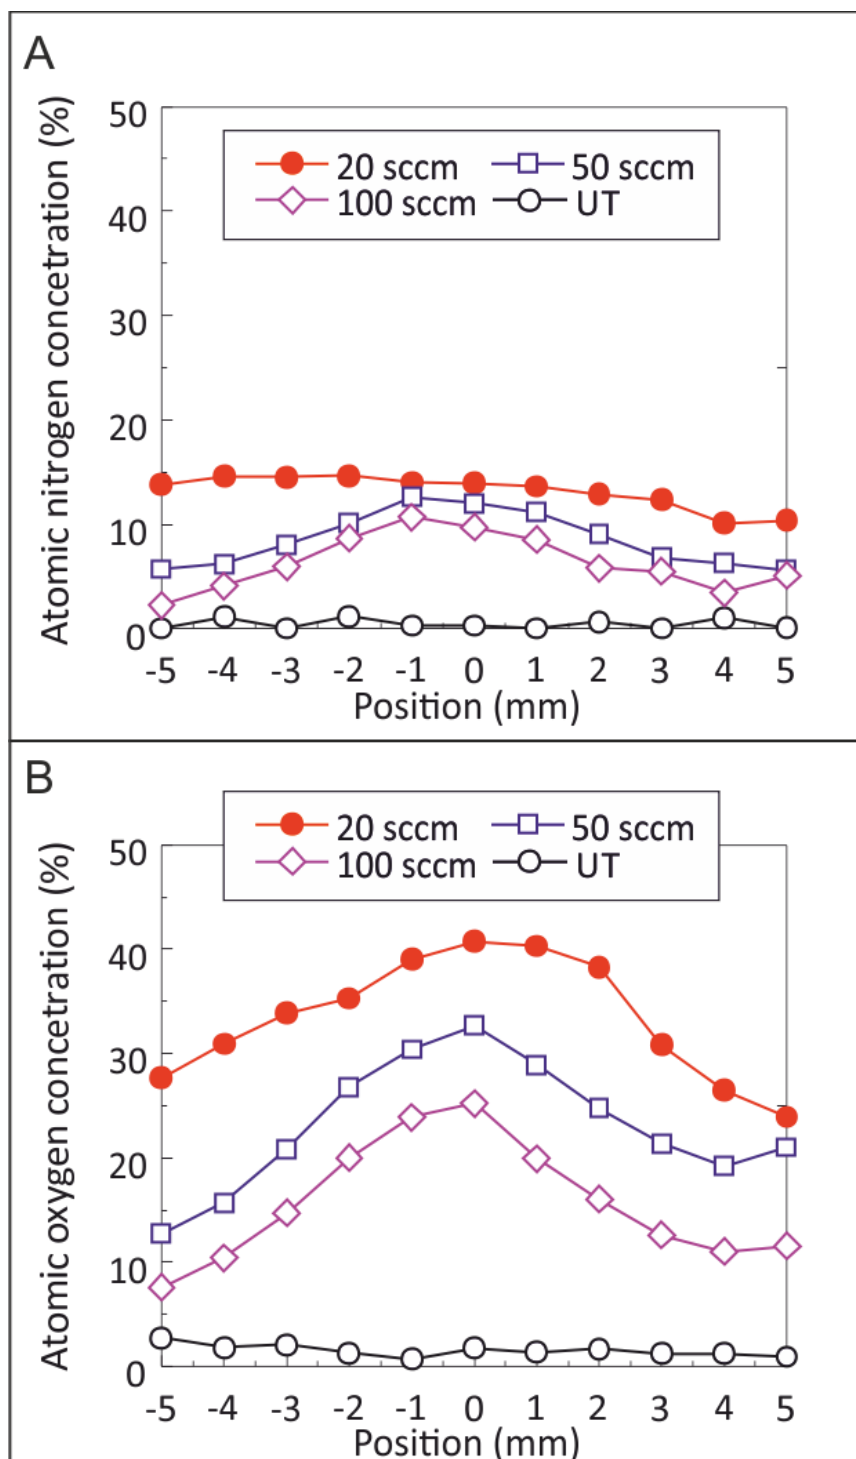 A
Atomic nitrogen concetration (%)
50
40
30
20
10
0
20 sccm
50 sccm
100 sccm
UT
-5 -4 -3 -2 -1 0 1 2 3 4 5
Position (mm)
B
Atomic oxygen concetration (%)
50
40
30
20
10
0
20 sccm
50 sccm
100 sccm
UT
-5 -4 -3 -2 -1 0 1 2 3 4 5
Position (mm)